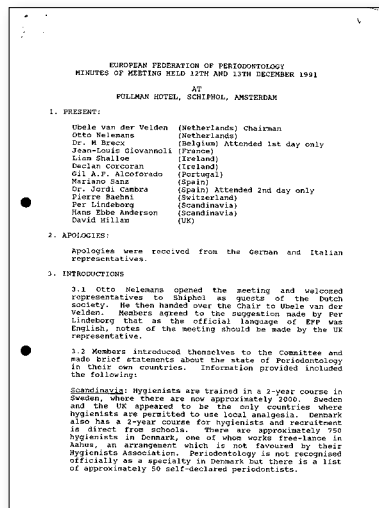 EUROPEAN FEDERATION OF PERIODONTOLOGY
MINUTES OF MEETING HELD 12TH AND 13TH DECEMBER 1991
AT
PULLMAN HOTEL, SCHIPHOL, AMSTERDAM
1. PRESENT:
Ubele van der Velden (Netherlands) Chairman
Otto Nelemans (Netherlands)
Dr. M Brecx (Belgium) Attended 1st day only
Jean-Louis Giovannoli (France)
Liam Shalloe (Ireland)
Declan Corcoran (Ireland)
Gil A.F. Alcoforado (Portugal)
Mariano Sanz (Spain)
Dr. Jordi Cambra (Spain) Attended 2nd day only
Pierre Baehni (Switzerland)
Per Lindeborg (Scandinavia)
Hans Ebbe Anderson (Scandinavia)
David Hillam (UK)
2. APOLOGIES:
Apologies were received from the German and Italian
representatives.
3. INTRODUCTIONS
3.1 Otto Nelemans opened the meeting and welcomed
representatives to Shiphol as guests of the Dutch
society. He then handed over the Chair to Ubele van der
Velden. Members agreed to the suggestion made by Per
Lindeborg that as the official language of EFP was
English, notes of the meeting should be made by the UK
representative.
3.2 Members introduced themselves to the Committee and
made brief statements about the state of Periodontology
in their own countries. Information provided included
the following:
Scandinavia: Hygienists are trained in a 2-year course in
Sweden, where there are now approximately 2000. Sweden
and the UK appeared to be the only countries where
hygienists are permitted to use local analgesia. Denmark
also has a 2-year course for hygienists and recruitment
is direct from schools. There are approximately 750
hygienists in Denmark, one of whom works free-lance in
Aahus, an arrangement which is not favoured by their
Hygienists Association. Periodontology is not recognised
officially as a specialty in Denmark but there is a list
of approximately 50 self-declared periodontists.